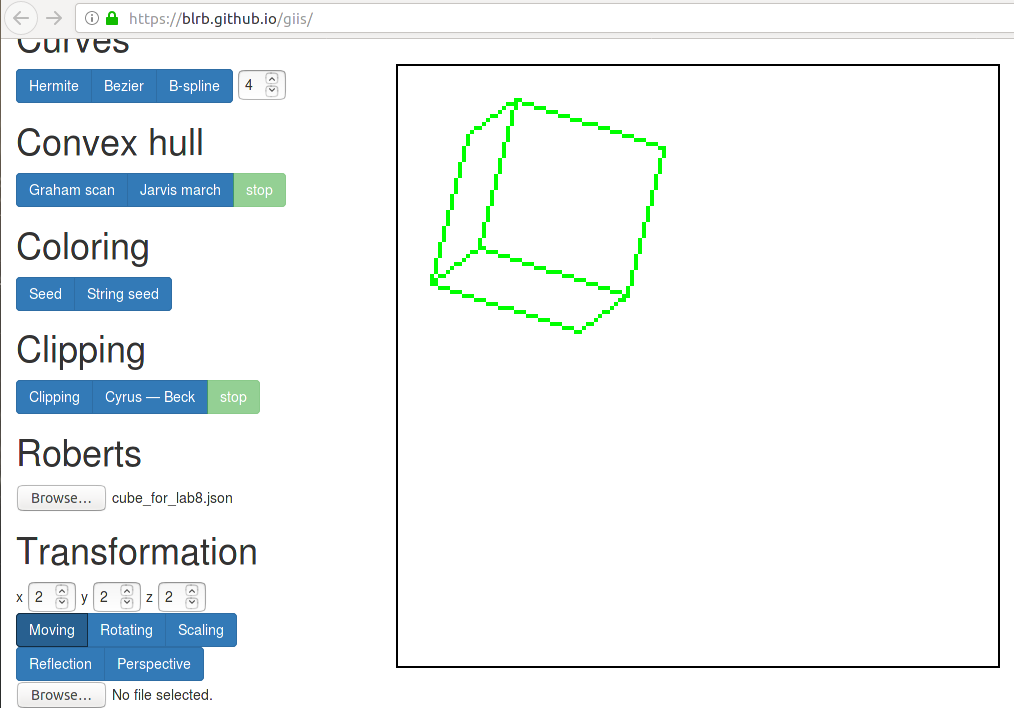 https://blrb.github.io/giis/
Curves
Hermite Bezier B-spline 4
Convex hull
Graham scan Jarvis march stop
Coloring
Seed String seed
Clipping
Clipping Cyrus — Beck stop
Roberts
Browse... cube_for_lab8.json
Transformation
x 2 y 2 z 2
Moving Rotating Scaling
Reflection Perspective
Browse... No file selected.